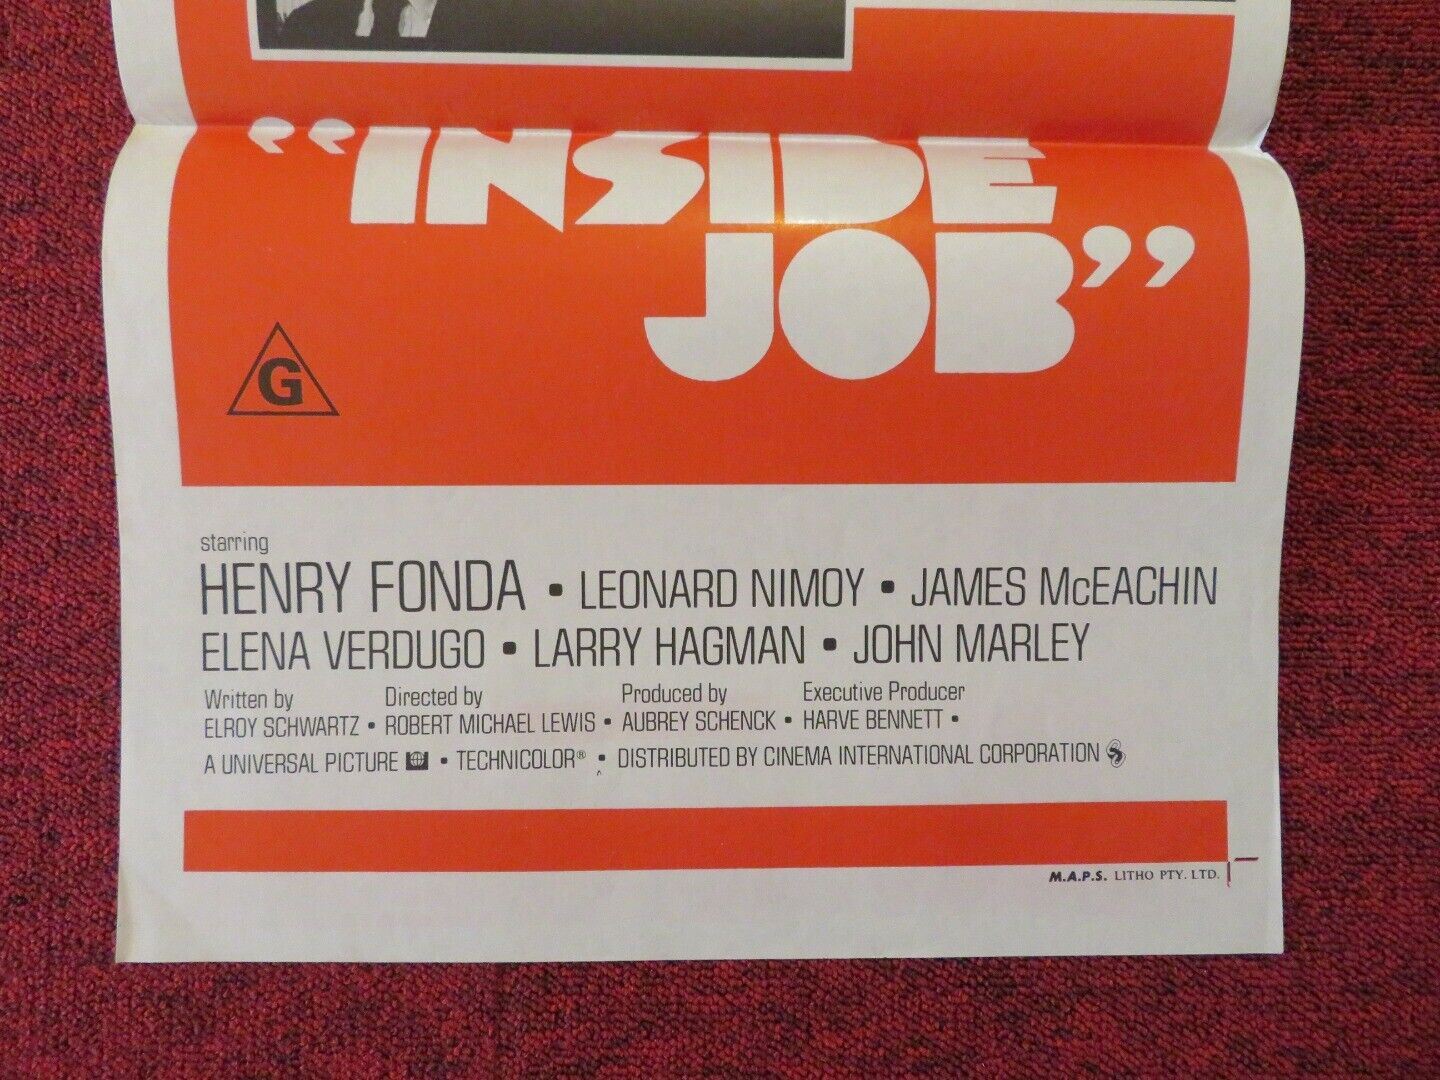 “INSIDE
JOB”
G
starring
HENRY FONDA • LEONARD NIMOY • JAMES McEACHIN
ELENA VERDUGO • LARRY HAGMAN • JOHN MARLEY
Written by Directed by Produced by Executive Producer
ELROY SCHWARTZ • ROBERT MICHAEL LEWIS • AUBREY SCHENCK • HARVE BENNETT •
A UNIVERSAL PICTURE • TECHNICOLOR® • DISTRIBUTED BY CINEMA INTERNATIONAL CORPORATION
M.A.P.S. LITHO PTY. LTD.